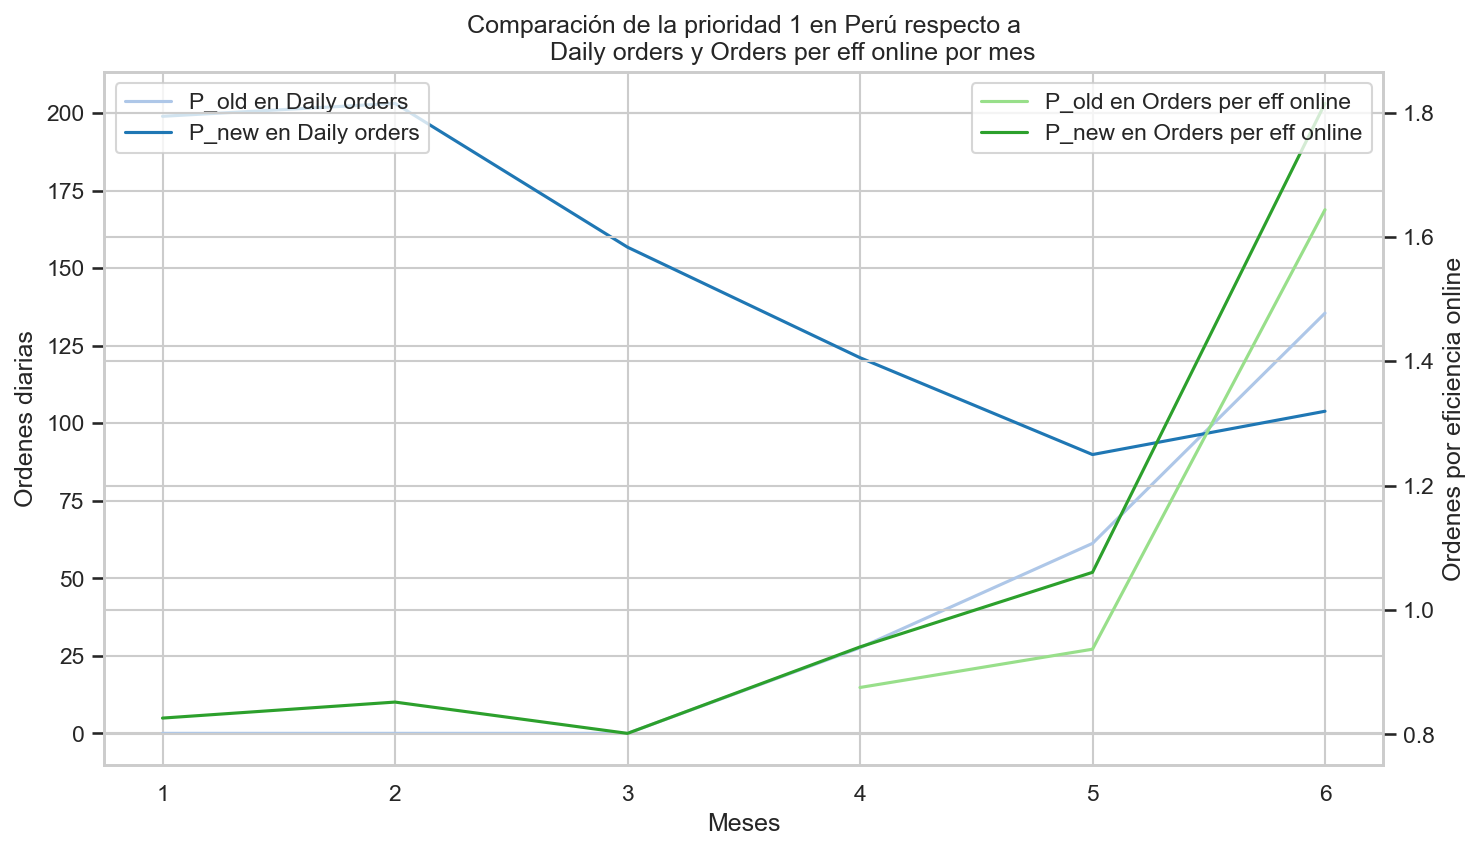 Comparación de la prioridad 1 en Perú respecto a
Daily orders y Orders per eff online por mes
P_old en Daily orders
P_new en Daily orders
P_old en Orders per eff online
P_new en Orders per eff online
Ordenes diarias
200
175
150
125
100
75
50
25
0
1.8
1.6
1.4
1.2
1.0
0.8
Ordenes por eficiencia online
1 2 3 4 5 6
Meses